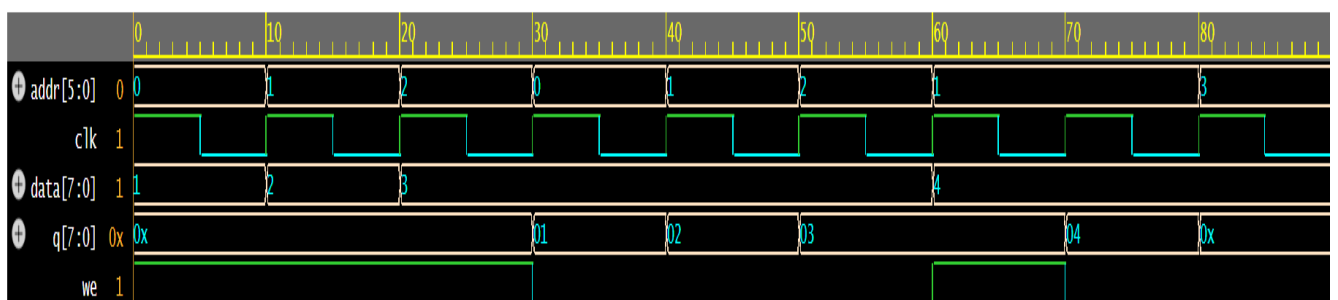 0 10 20 30 40 50 60 70 80
addr[5:0] 0 0 1 2 0 1 2 1 3
clk 1
data[7:0] 1 1 2 3 4
q[7:0] 0x 0x 01 02 03 04 0x
we 1